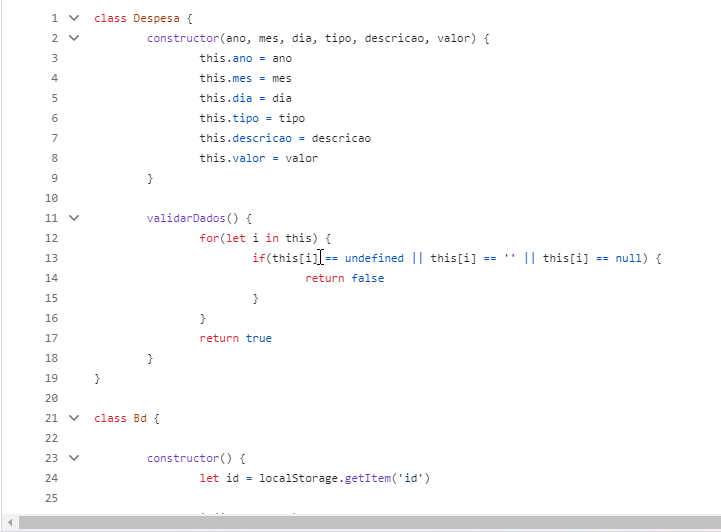 1 class Despesa {
2 constructor(ano, mes, dia, tipo, descricao, valor) {
3 this.ano = ano
4 this.mes = mes
5 this.dia = dia
6 this.tipo = tipo
7 this.descricao = descricao
8 this.valor = valor
9 }
10
11 validarDados() {
12 for(let i in this) {
13 if(this[i] == undefined || this[i] == '' || this[i] == null) {
14 return false
15 }
16 }
17 return true
18 }
19 }
20
21 class Bd {
22
23 constructor() {
24 let id = localStorage.getItem('id')
25